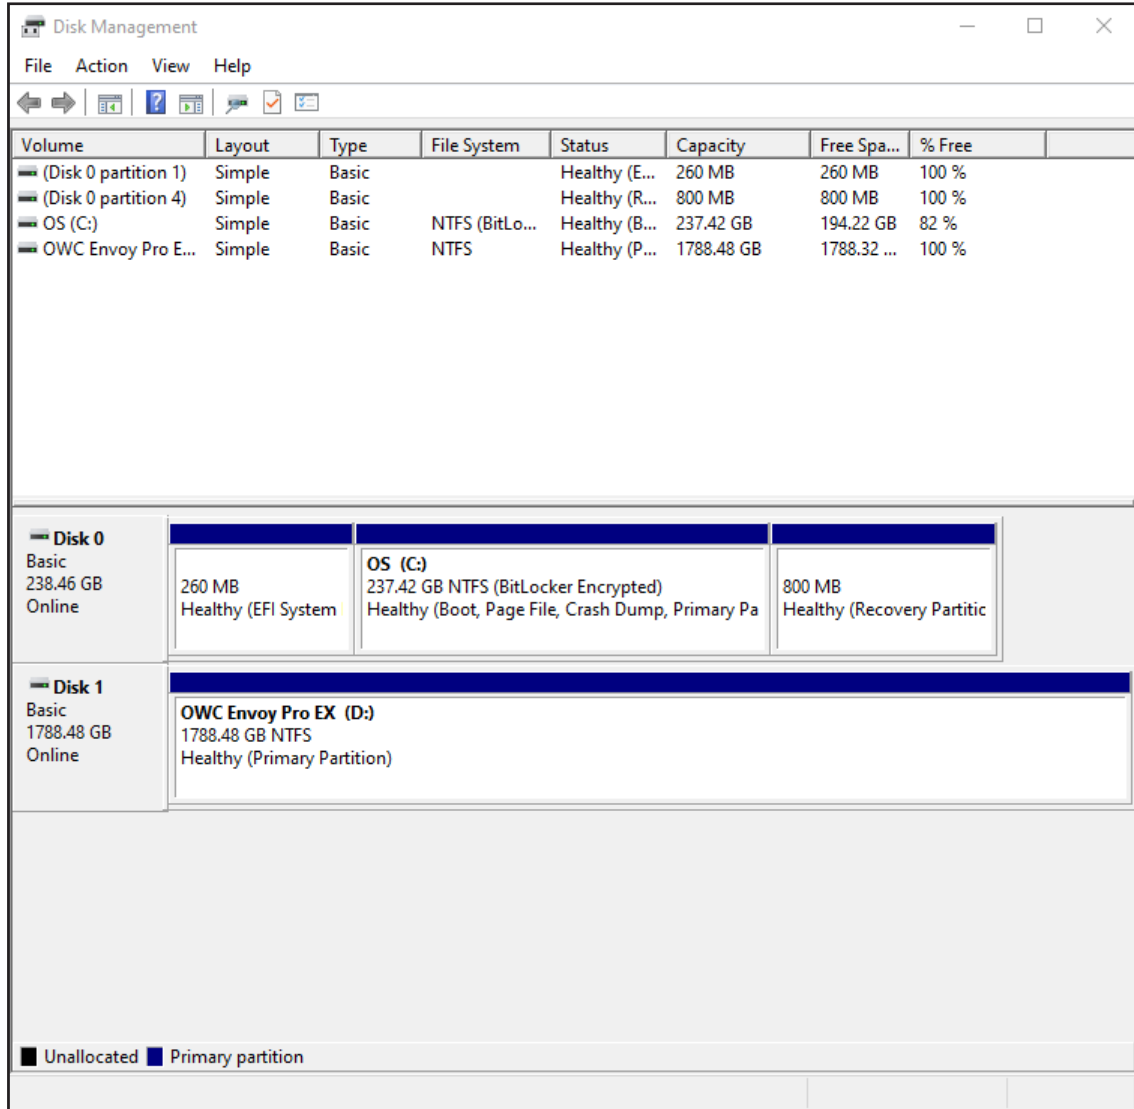 Disk Management
File Action View Help
Volume Layout Type File System Status Capacity Free Spa... % Free
(Disk 0 partition 1) Simple Basic Healthy (E... 260 MB 260 MB 100 %
(Disk 0 partition 4) Simple Basic Healthy (R... 800 MB 800 MB 100 %
OS (C:) Simple Basic NTFS (BitLo... Healthy (B... 237.42 GB 194.22 GB 82 %
OWC Envoy Pro E... Simple Basic NTFS Healthy (P... 1788.48 GB 1788.32 ... 100 %
Disk 0
Basic
238.46 GB
Online
260 MB
Healthy (EFI System
OS (C:)
237.42 GB NTFS (BitLocker Encrypted)
Healthy (Boot, Page File, Crash Dump, Primary Pa
800 MB
Healthy (Recovery Partitic
Disk 1
Basic
1788.48 GB
Online
OWC Envoy Pro EX (D:)
1788.48 GB NTFS
Healthy (Primary Partition)
Unallocated Primary partition